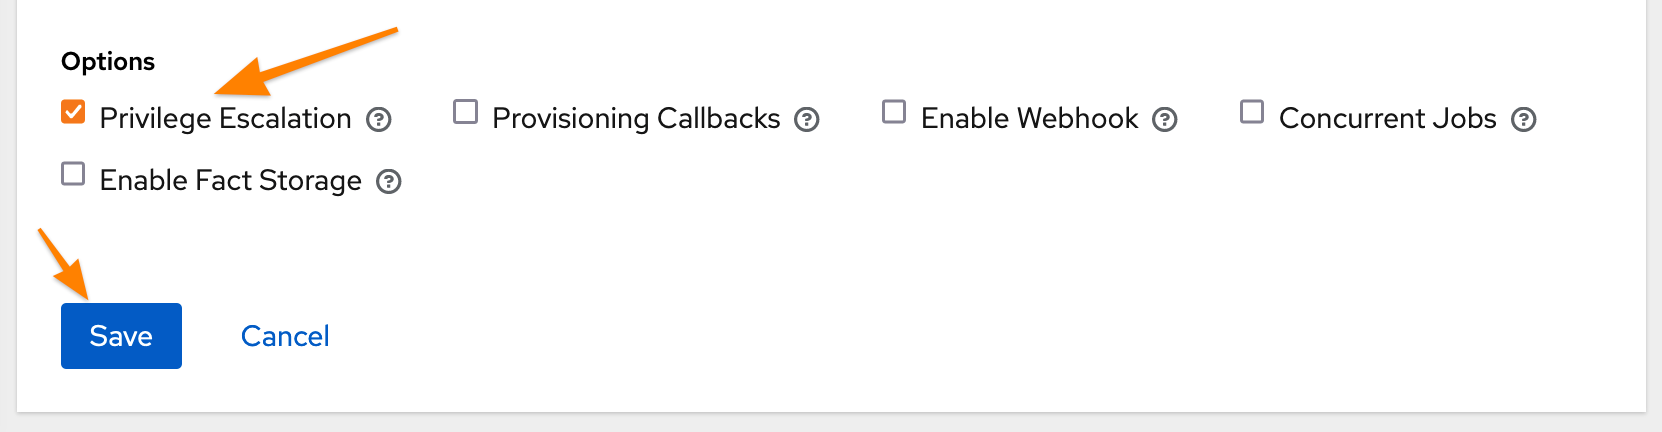 Options
Privilege Escalation ? Provisioning Callbacks ? Enable Webhook ? Concurrent Jobs ?
Enable Fact Storage ?
Save Cancel